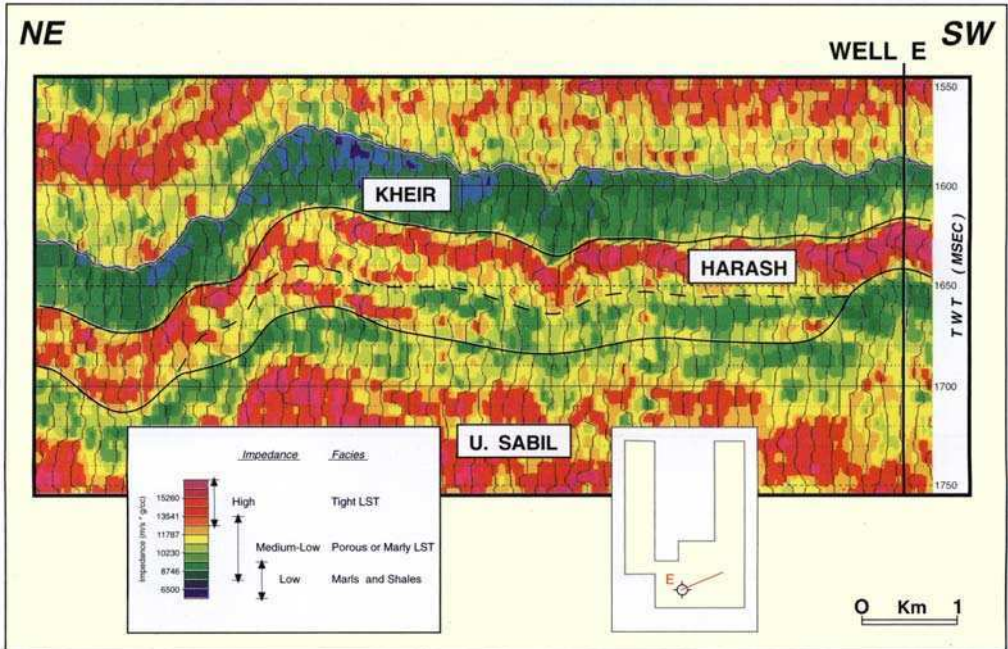 NE
SW
WELL E
1550
1600
1650
1700
1750
TWT (MSEC)
KHEIR
HARASH
U. SABIL
Impedance Facies
High Tight LST
Medium-Low Porous or Marly LST
Low Marls and Shales
Impedance (m/s * g/cc)
15260
13541
11787
10230
8746
6500
E
O Km 1